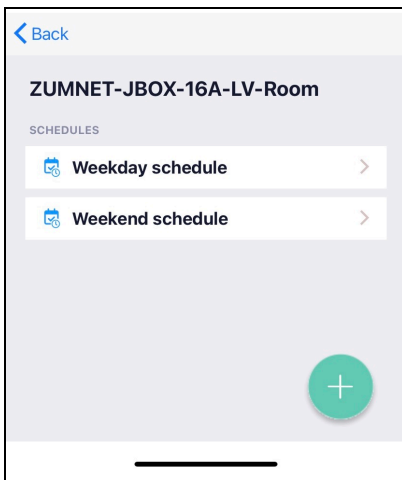 Back
ZUMNET-JBOX-16A-LV-Room
SCHEDULES
Weekday schedule
Weekend schedule